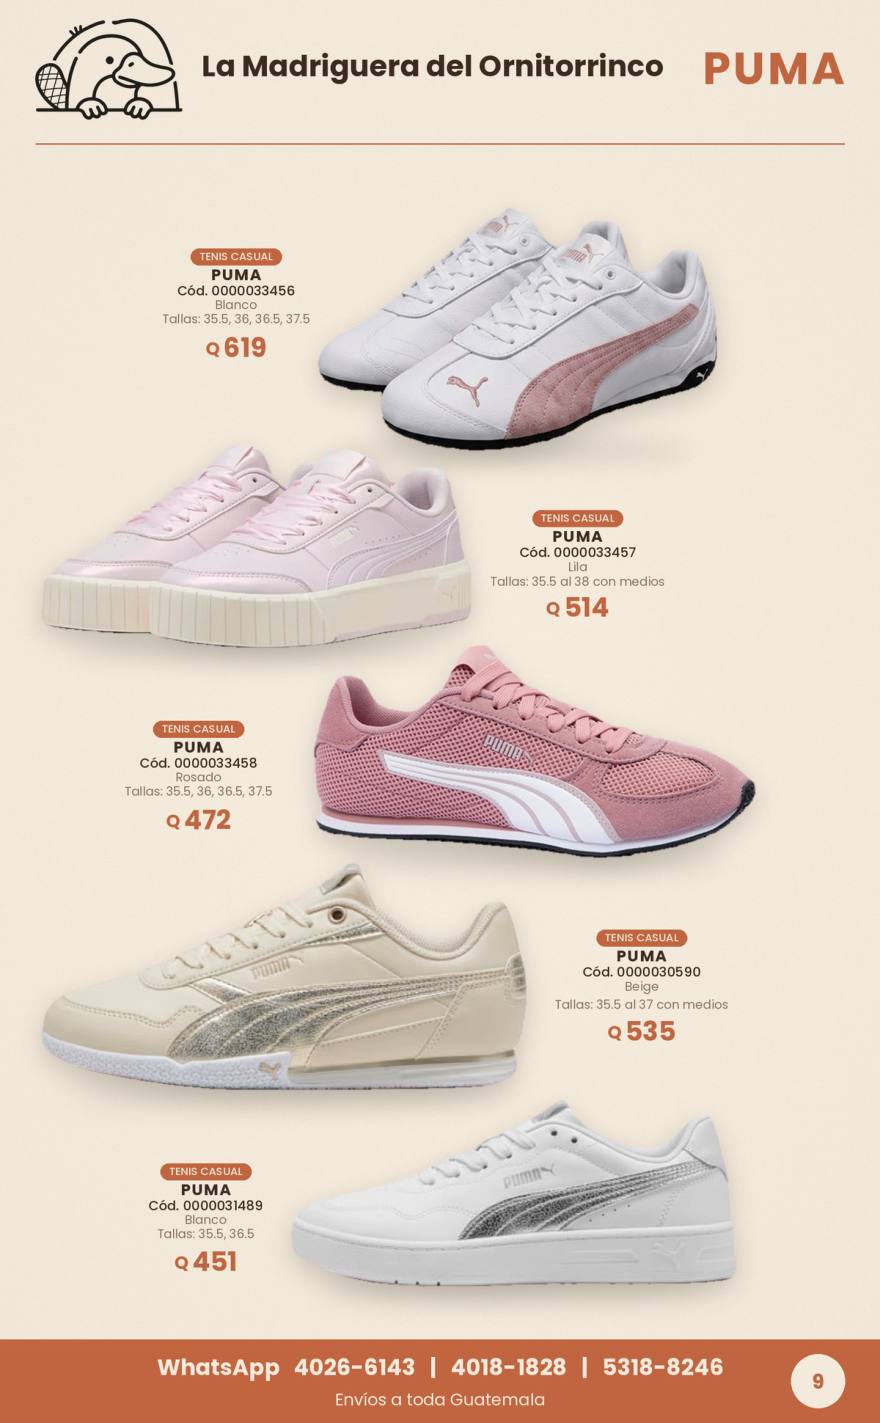 La Madriguera del Ornitorrinco
PUMA
TENIS CASUAL
PUMA
Cód. 0000033456
Blanco
Tallas: 35.5, 36, 36.5, 37.5
Q 619
TENIS CASUAL
PUMA
Cód. 0000033457
Lila
Tallas: 35.5 al 38 con medios
Q 514
TENIS CASUAL
PUMA
Cód. 0000033458
Rosado
Tallas: 35.5, 36, 36.5, 37.5
Q 472
PUMA
TENIS CASUAL
PUMA
Cód. 0000030590
Beige
Tallas: 35.5 al 37 con medios
Q 535
PUMA
TENIS CASUAL
PUMA
Cód. 0000031489
Blanco
Tallas: 35.5, 36.5
Q 451
PUMA
WhatsApp 4026-6143 | 4018-1828 | 5318-8246
Envíos a toda Guatemala
9